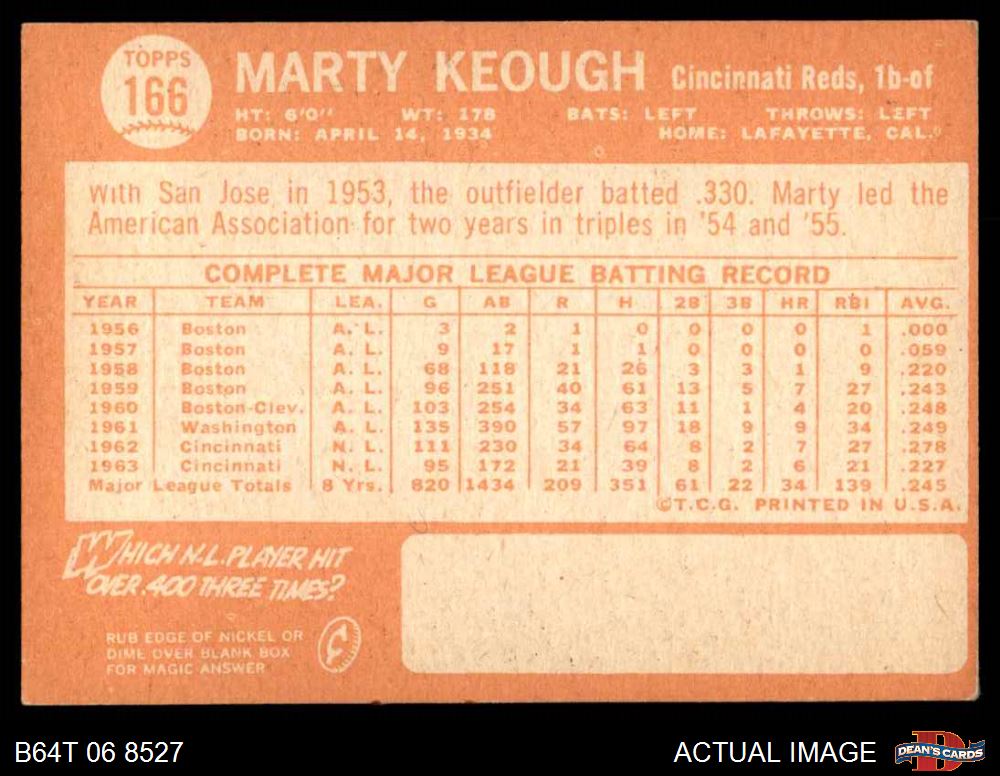 TOPPS
166
MARTY KEOUGH Cincinnati Reds, 1b-of
HT: 6'0" WT: 178 BATS: LEFT THROWS: LEFT
BORN: APRIL 14, 1934 HOME: LAFAYETTE, CAL.
With San Jose in 1953, the outfielder batted .330. Marty led the
American Association for two years in triples in '54 and '55.
COMPLETE MAJOR LEAGUE BATTING RECORD
YEAR TEAM LEA. G AB R H 2B 3B HR RBI AVG.
1956 Boston A. L. 3 2 1 0 0 0 0 1 .000
1957 Boston A. L. 9 17 1 1 0 0 0 0 .059
1958 Boston A. L. 68 118 21 26 3 3 1 9 .220
1959 Boston A. L. 96 251 40 61 13 5 7 27 .243
1960 Boston-Clev. A. L. 103 254 34 63 11 1 4 20 .248
1961 Washington A. L. 135 390 57 97 18 9 9 34 .249
1962 Cincinnati N. L. 111 230 34 64 8 2 7 27 .278
1963 Cincinnati N. L. 95 172 21 39 8 2 6 21 .227
Major League Totals 8 Yrs. 820 1434 209 351 61 22 34 139 .245
©T.C.G. PRINTED IN U.S.A.
WHICH N.L. PLAYER HIT
OVER .400 THREE TIMES?
RUB EDGE OF NICKEL OR
DIME OVER BLANK BOX
FOR MAGIC ANSWER
B64T 06 8527 ACTUAL IMAGE DEAN'S CARDS